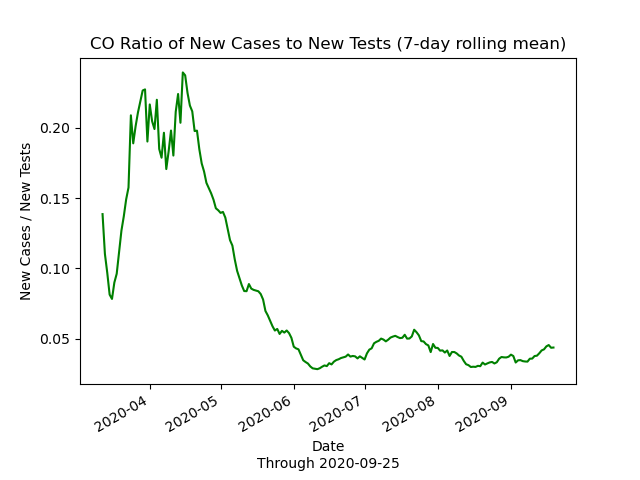 CO Ratio of New Cases to New Tests (7-day rolling mean)
New Cases / New Tests
0.20
0.15
0.10
0.05
2020-04
2020-05
2020-06
2020-07
2020-08
2020-09
Date
Through 2020-09-25